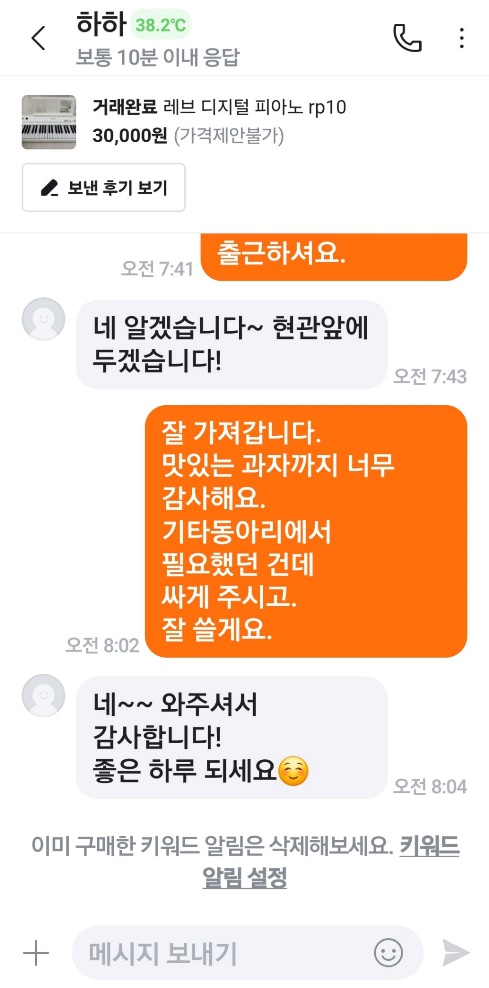 하하 38.2℃
보통 10분 이내 응답
거래완료 레브 디지털 피아노 rp10
30,000원 (가격제안불가)
보낸 후기 보기
출근하셔요.
오전 7:41
네 알겠습니다~ 현관앞에
두겠습니다!
오전 7:43
잘 가져갑니다.
맛있는 과자까지 너무
감사해요.
기타동아리에서
필요했던 건데
싸게 주시고.
잘 쓸게요.
오전 8:02
네~~ 와주셔서
감사합니다!
좋은 하루 되세요☺️
오전 8:04
이미 구매한 키워드 알림은 삭제해보세요. 키워드
알림 설정
메시지 보내기